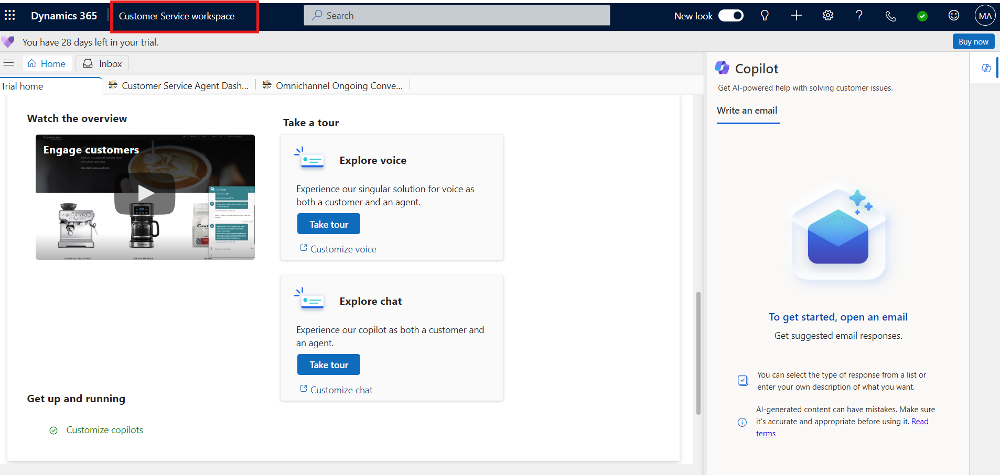 Dynamics 365
Customer Service workspace
Search
New look
MA
You have 28 days left in your trial.
Buy now
Home
Inbox
Trial home
Customer Service Agent Dash...
Omnichannel Ongoing Conve...
Watch the overview
Engage customers
Let's Chat!
ESPRESSO MACHINES
COFFEE MAKERS
BEANS
Take a tour
Explore voice
Experience our singular solution for voice as
both a customer and an agent.
Take tour
Customize voice
Explore chat
Experience our copilot as both a customer and
an agent.
Take tour
Customize chat
Get up and running
Customize copilots
Copilot
Get AI-powered help with solving customer issues.
Write an email
To get started, open an email
Get suggested email responses.
You can select the type of response from a list or
enter your own description of what you want.
AI-generated content can have mistakes. Make sure
it's accurate and appropriate before using it. Read
terms